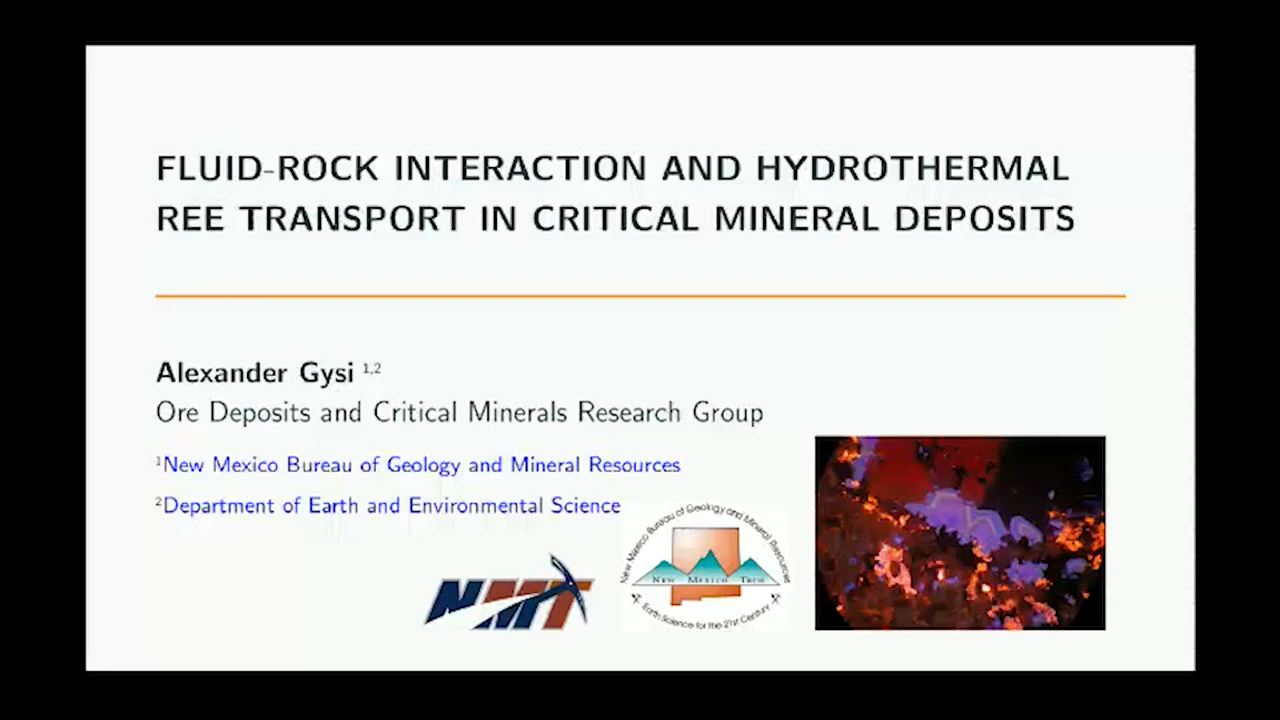 FLUID-ROCK INTERACTION AND HYDROTHERMAL
REE TRANSPORT IN CRITICAL MINERAL DEPOSITS
Alexander Gysi 1,2
Ore Deposits and Critical Minerals Research Group
1New Mexico Bureau of Geology and Mineral Resources
2Department of Earth and Environmental Science
NMT
New Mexico Bureau of Geology and Mineral Resources
New Mexico Tech
Earth Science for the 21st Century